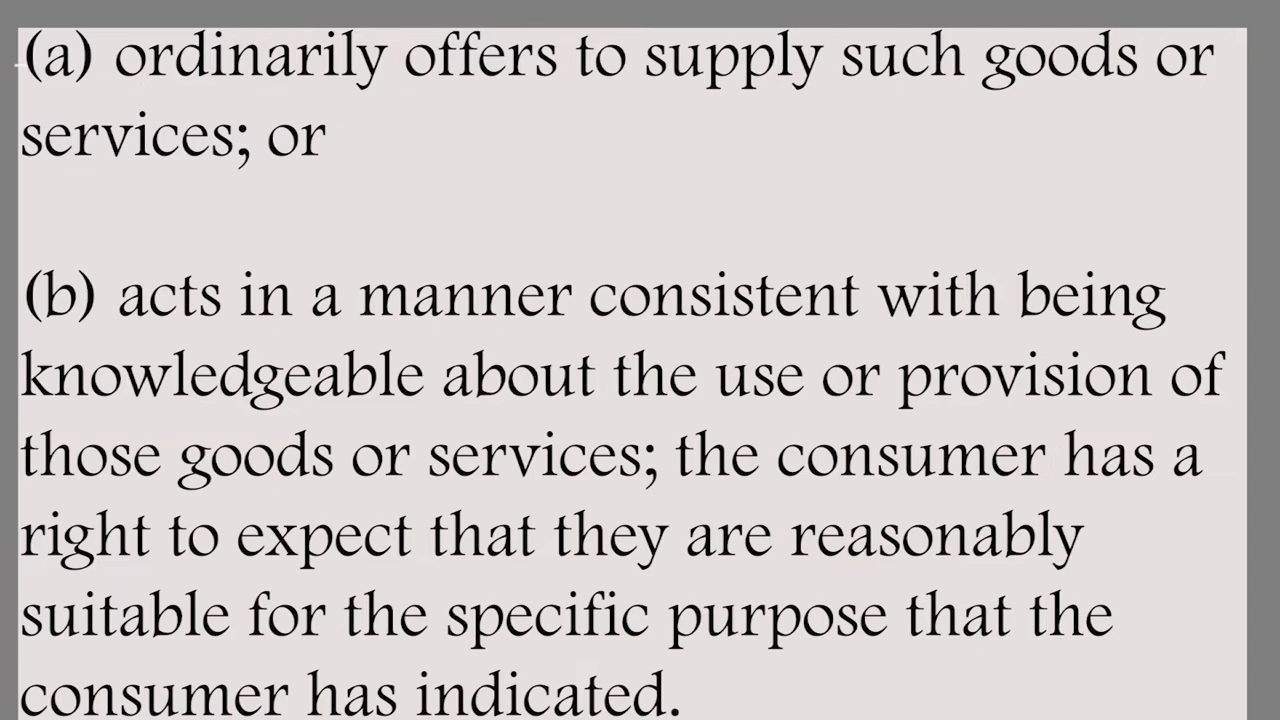 (a) ordinarily offers to supply such goods or
services; or
(b) acts in a manner consistent with being
knowledgeable about the use or provision of
those goods or services; the consumer has a
right to expect that they are reasonably
suitable for the specific purpose that the
consumer has indicated.